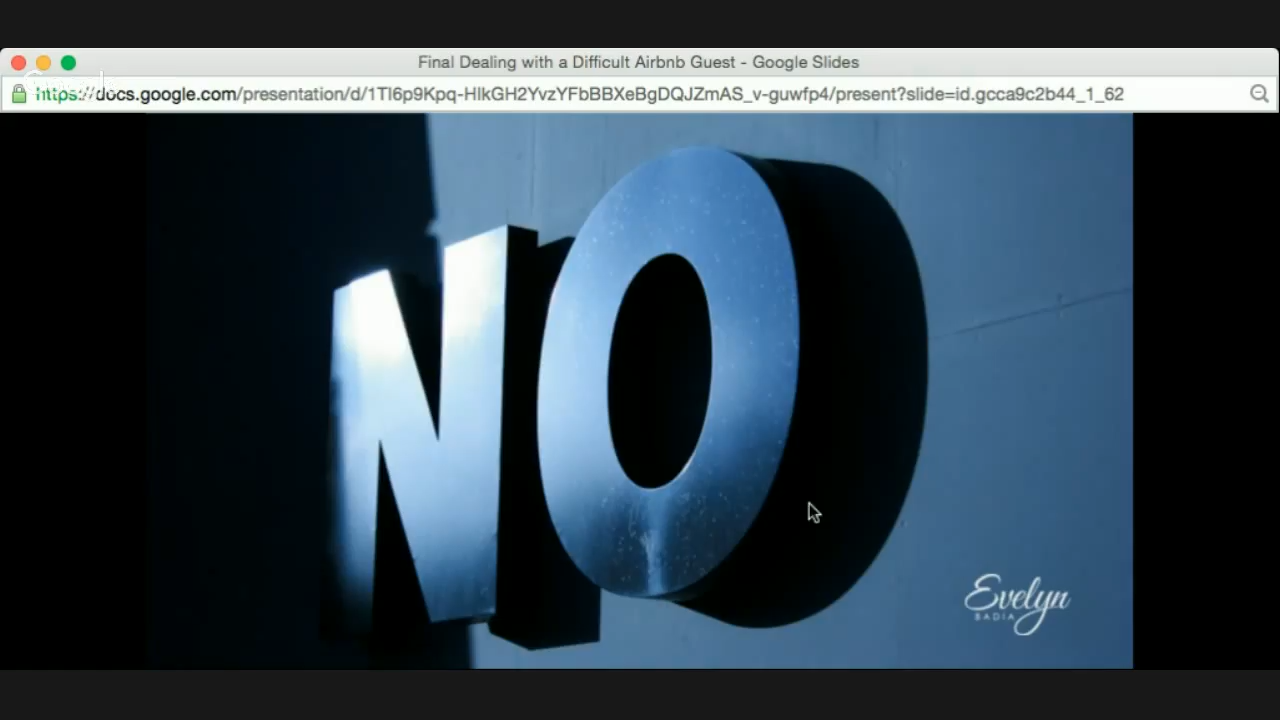 Final Dealing with a Difficult Airbnb Guest - Google Slides
https://docs.google.com/presentation/d/1Tl6p9Kpq-HlkGH2YvzYFbBBXeBgDQJZmAS_v-guwfp4/present?slide=id.gcca9c2b44_1_62
NO
Evelyn
BADIA